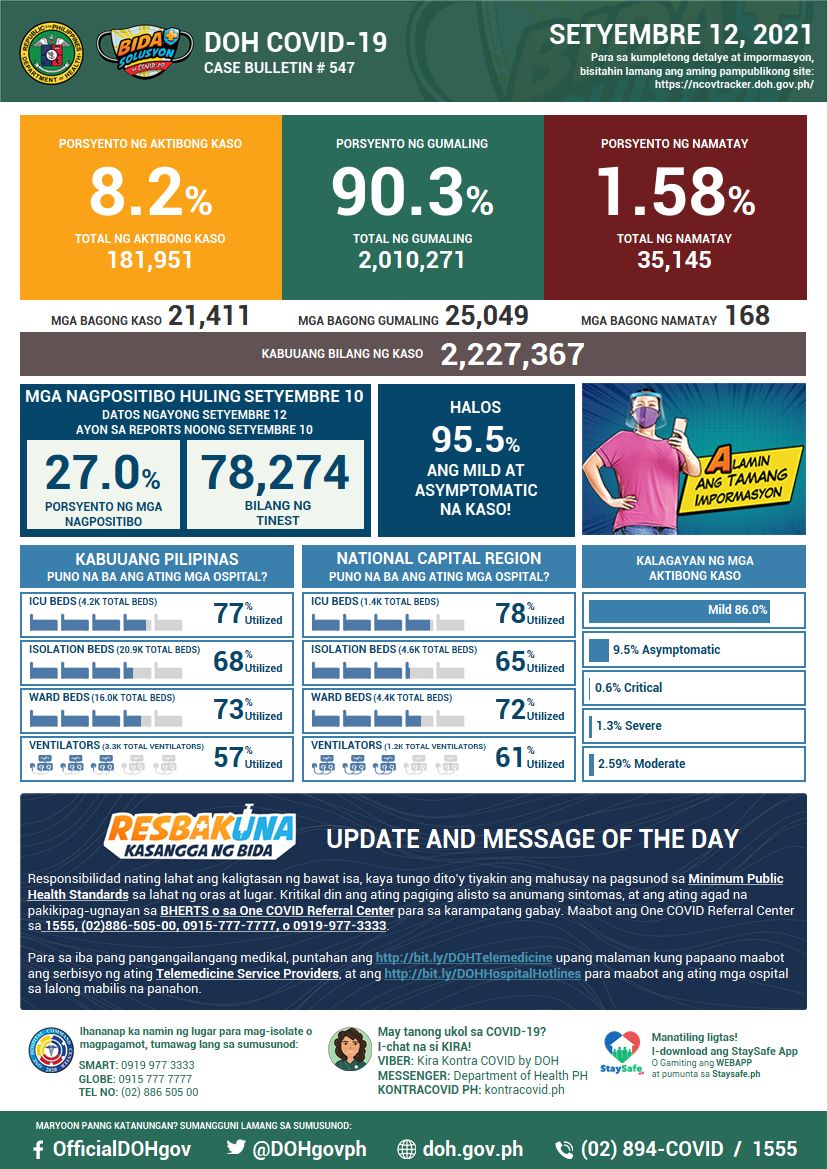 REPUBLIC OF THE PHILIPPINES
DEPARTMENT OF HEALTH
BIDA
SOLUSYON
DOH COVID-19
CASE BULLETIN # 547
SETYEMBRE 12, 2021
Para sa kumpletong detalye at impormasyon,
bisitahin lamang ang aming pampublikong site:
https://ncovtracker.doh.gov.ph/
PORSYENTO NG AKTIBONG KASO
8.2%
TOTAL NG AKTIBONG KASO
181,951
PORSYENTO NG GUMALING
90.3%
TOTAL NG GUMALING
2,010,271
PORSYENTO NG NAMATAY
1.58%
TOTAL NG NAMATAY
35,145
MGA BAGONG KASO 21,411
MGA BAGONG GUMALING 25,049
MGA BAGONG NAMATAY 168
KABUUANG BILANG NG KASO 2,227,367
MGA NAGPOSITIBO HULING SETYEMBRE 10
DATOS NGAYONG SETYEMBRE 12
AYON SA REPORTS NOONG SETYEMBRE 10
27.0%
PORSYENTO NG MGA
NAGPOSITIBO
78,274
BILANG NG
TINEST
HALOS
95.5%
ANG MILD AT
ASYMPTOMATIC
NA KASO!
ALAMIN
ANG TAMANG
IMPORMASYON
KABUUANG PILIPINAS
PUNO NA BA ANG ATING MGA OSPITAL?
ICU BEDS (4.2K TOTAL BEDS)
77% Utilized
ISOLATION BEDS (20.9K TOTAL BEDS)
68% Utilized
WARD BEDS (16.0K TOTAL BEDS)
73% Utilized
VENTILATORS (3.3K TOTAL VENTILATORS)
57% Utilized
NATIONAL CAPITAL REGION
PUNO NA BA ANG ATING MGA OSPITAL?
ICU BEDS (1.4K TOTAL BEDS)
78% Utilized
ISOLATION BEDS (4.6K TOTAL BEDS)
65% Utilized
WARD BEDS (4.4K TOTAL BEDS)
72% Utilized
VENTILATORS (1.2K TOTAL VENTILATORS)
61% Utilized
KALAGAYAN NG MGA
AKTIBONG KASO
Mild 86.0%
9.5% Asymptomatic
0.6% Critical
1.3% Severe
2.59% Moderate
RESBAKUNA
KASANGGA NG BIDA
UPDATE AND MESSAGE OF THE DAY
Responsibilidad nating lahat ang kaligtasan ng bawat isa, kaya tungo dito'y tiyakin ang mahusay na pagsunod sa Minimum Public
Health Standards sa lahat ng oras at lugar. Kritikal din ang ating pagiging alisto sa anumang sintomas, at ang ating agad na
pakikipag-ugnayan sa BHERTS o sa One COVID Referral Center para sa karampatang gabay. Maabot ang One COVID Referral Center
sa 1555, (02)886-505-00, 0915-777-7777, o 0919-977-3333.
Para sa iba pang pangangailangang medikal, puntahan ang http://bit.ly/DOHTelemedicine upang malaman kung papaano maabot
ang serbisyo ng ating Telemedicine Service Providers, at ang http://bit.ly/DOHHospitalHotlines para maabot ang ating mga ospital
sa lalong mabilis na panahon.
Ihahanap ka namin ng lugar para mag-isolate o
magpagamot, tumawag lang sa sumusunod:
SMART: 0919 977 3333
GLOBE: 0915 777 7777
TEL NO: (02) 886 505 00
May tanong ukol sa COVID-19?
I-chat na si KIRA!
VIBER: Kira Kontra COVID by DOH
MESSENGER: Department of Health PH
KONTRACOVID PH: kontracovid.ph
StaySafe
Manatiling ligtas!
I-download ang StaySafe App
O Gamiting ang WEBAPP
at pumunta sa Staysafe.ph
MARYOON PANNG KATANUNGAN? SUMANGGUNI LAMANG SA SUMUSUNOD:
OfficialDOHgov
@DOHgovph
doh.gov.ph
(02) 894-COVID / 1555